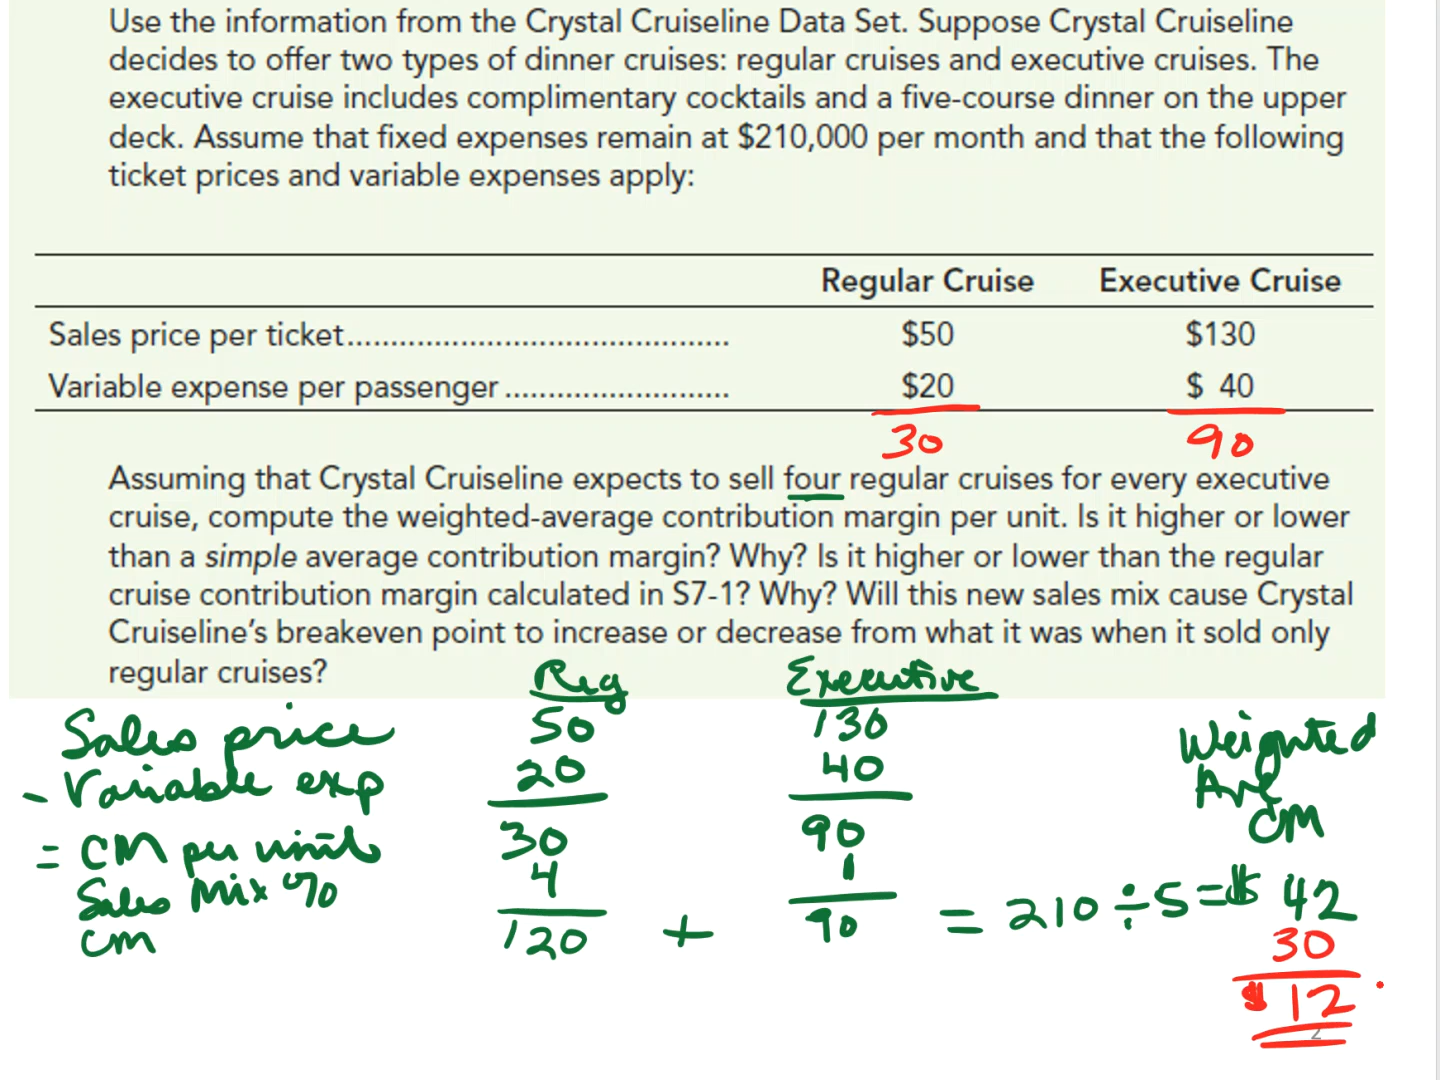 Use the information from the Crystal Cruiseline Data Set. Suppose Crystal Cruiseline
decides to offer two types of dinner cruises: regular cruises and executive cruises. The
executive cruise includes complimentary cocktails and a five-course dinner on the upper
deck. Assume that fixed expenses remain at $210,000 per month and that the following
ticket prices and variable expenses apply:
Regular Cruise Executive Cruise
Sales price per ticket............................................ $50 $130
Variable expense per passenger.......................... $20 $ 40
30 90
Assuming that Crystal Cruiseline expects to sell four regular cruises for every executive
cruise, compute the weighted-average contribution margin per unit. Is it higher or lower
than a simple average contribution margin? Why? Is it higher or lower than the regular
cruise contribution margin calculated in S7-1? Why? Will this new sales mix cause Crystal
Cruiseline's breakeven point to increase or decrease from what it was when it sold only
regular cruises?
Reg Executive
Sales price 50 130
- Variable exp 20 40
Weighted
Ave
CM
= CM per unit 30 90
Sales Mix % 4 1
CM 120 + 90 = 210 ÷ 5 = $ 42
30
$ 12
2